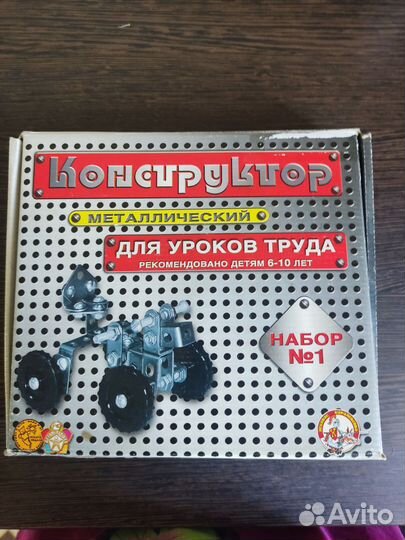 Конструктор
МЕТАЛЛИЧЕСКИЙ
ДЛЯ УРОКОВ ТРУДА
РЕКОМЕНДОВАНО ДЕТЯМ 6-10 ЛЕТ
НАБОР
№1
Avito